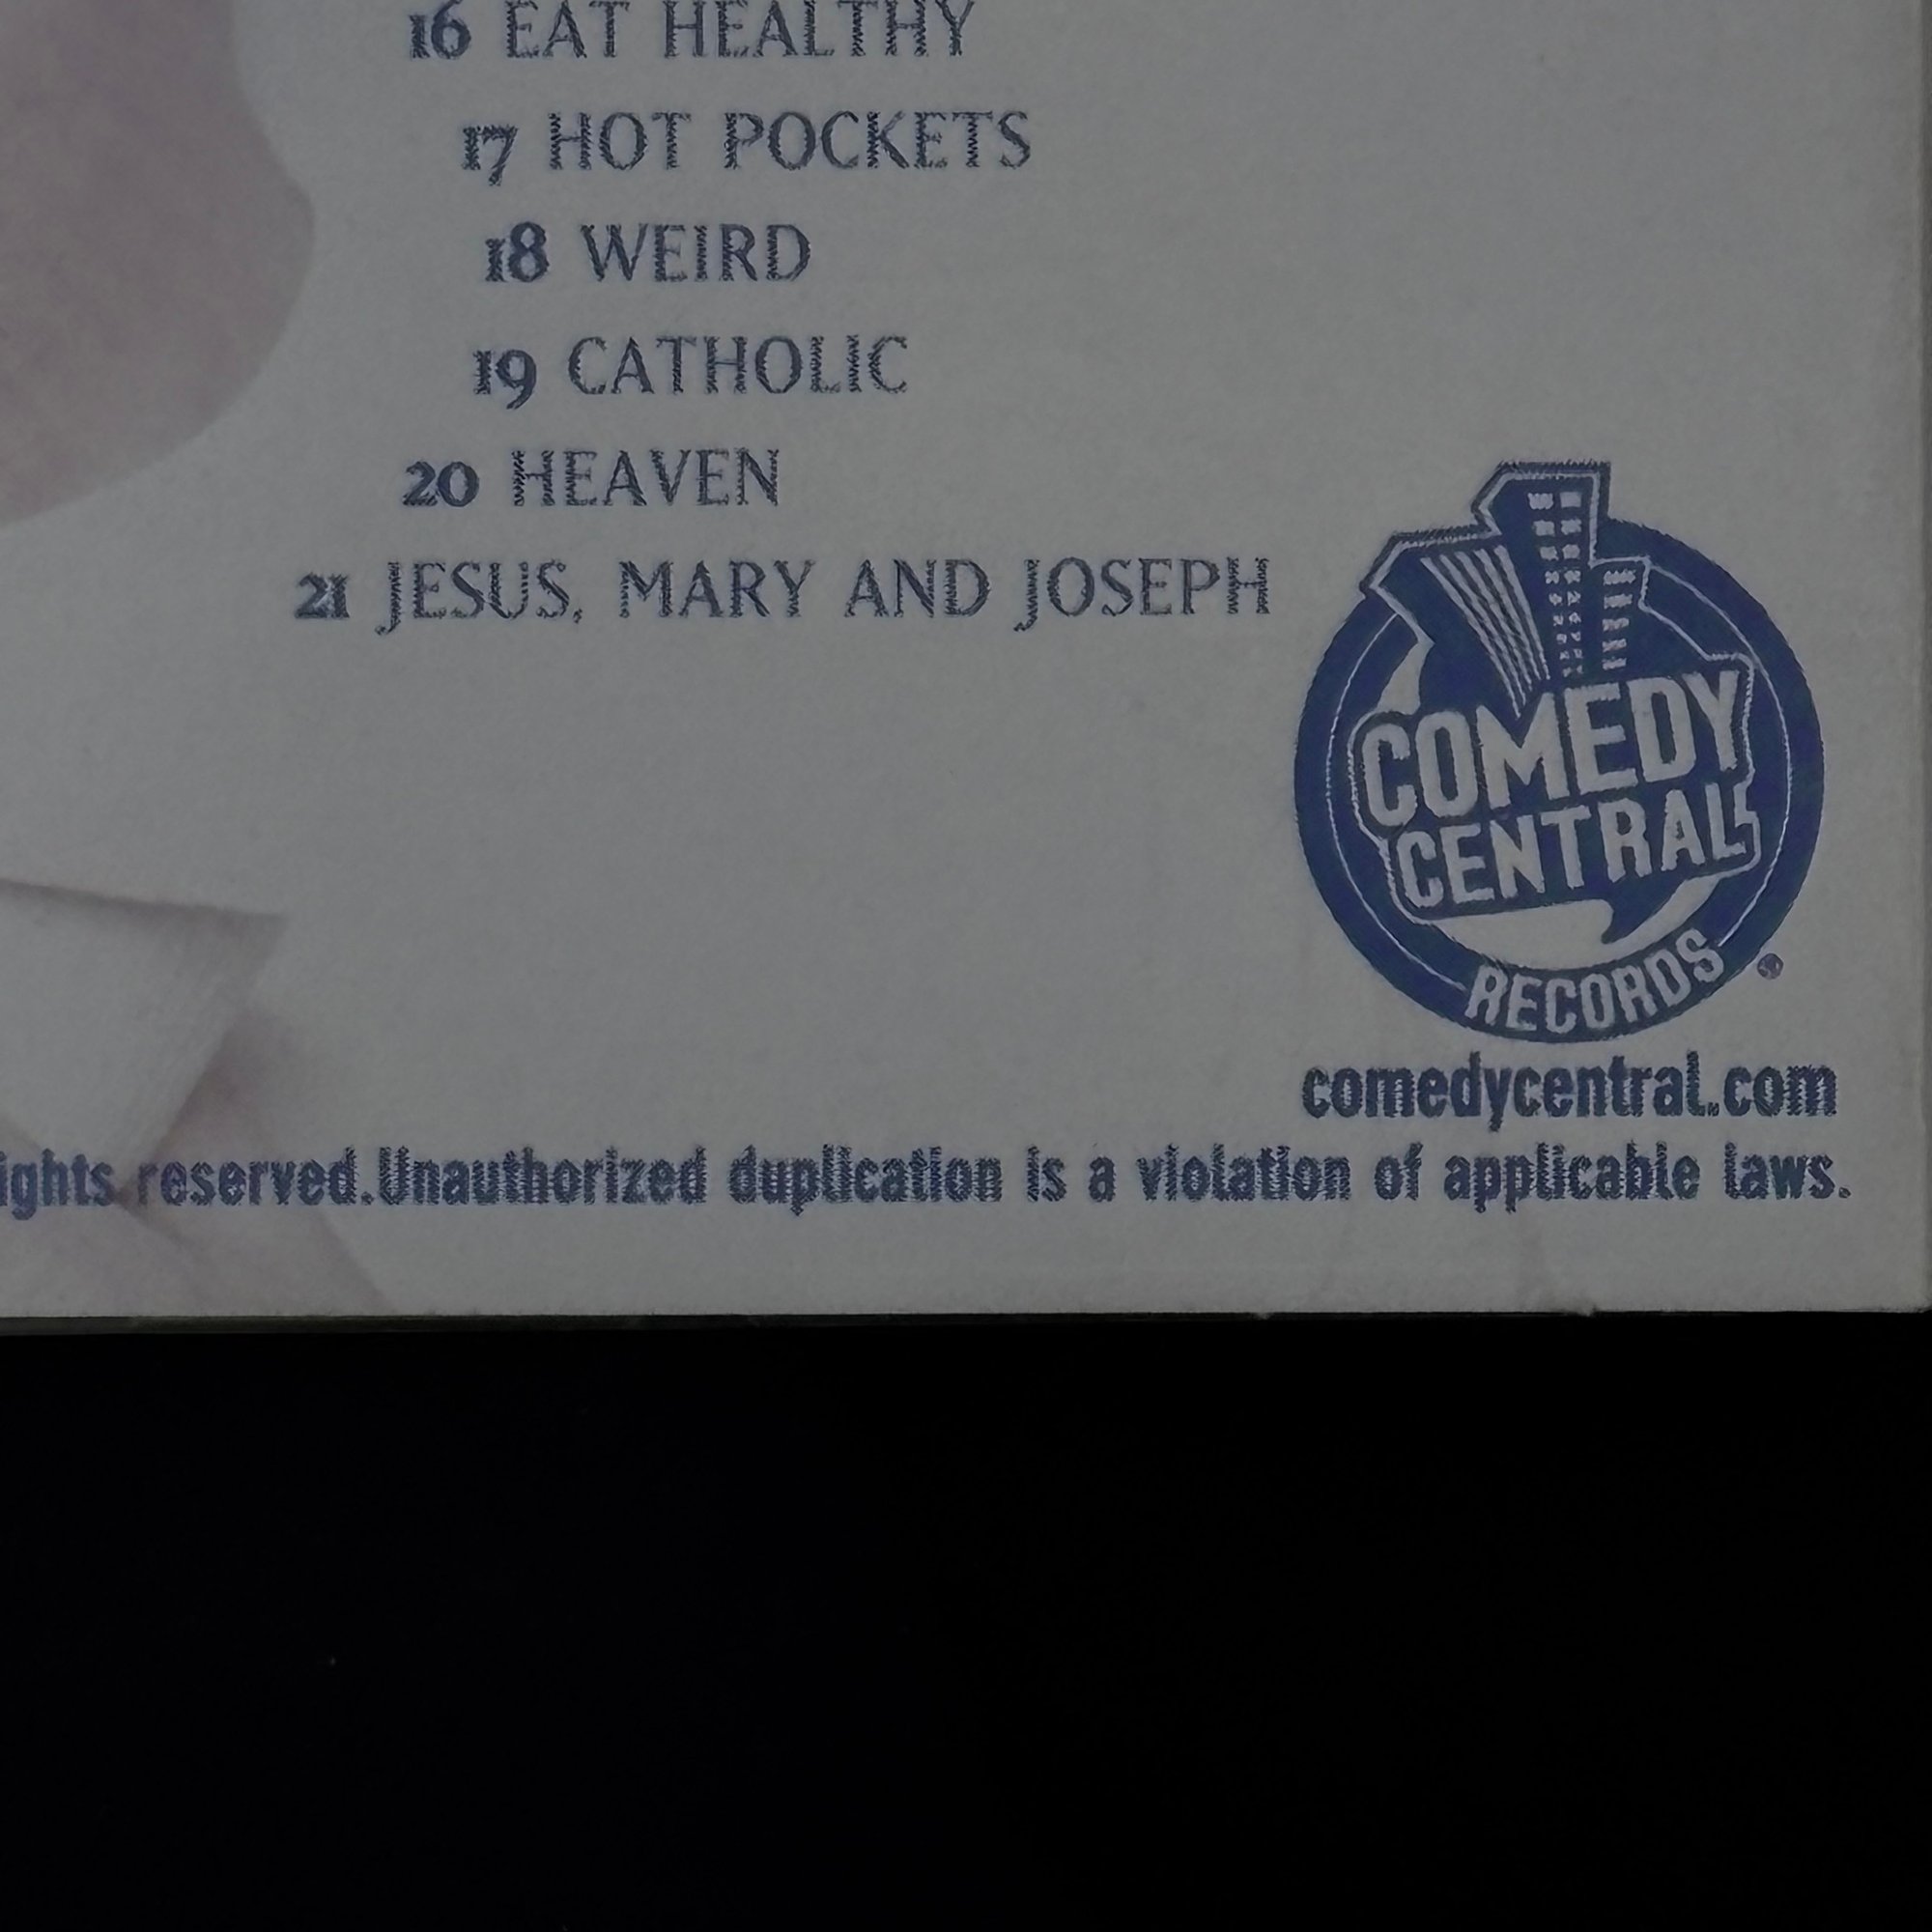 16 EAT HEALTHY
17 HOT POCKETS
18 WEIRD
19 CATHOLIC
20 HEAVEN
21 JESUS, MARY AND JOSEPH
COMEDY
CENTRAL
RECORDS
comedycentral.com
ights reserved.Unauthorized duplication is a violation of applicable laws.